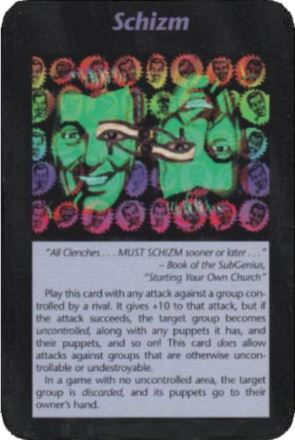 Schizm
"All Clenches . . . MUST SCHIZM sooner or later . . ."
– Book of the SubGenius,
"Starting Your Own Church"
Play this card with any attack against a group con-
trolled by a rival. It gives +10 to that attack, but if
the attack succeeds, the target group becomes
uncontrolled, along with any puppets it has, and
their puppets, and so on! This card does allow
attacks against groups that are otherwise uncon-
trollable or undestroyable.
In a game with no uncontrolled area, the target
group is discarded, and its puppets go to their
owner's hand.